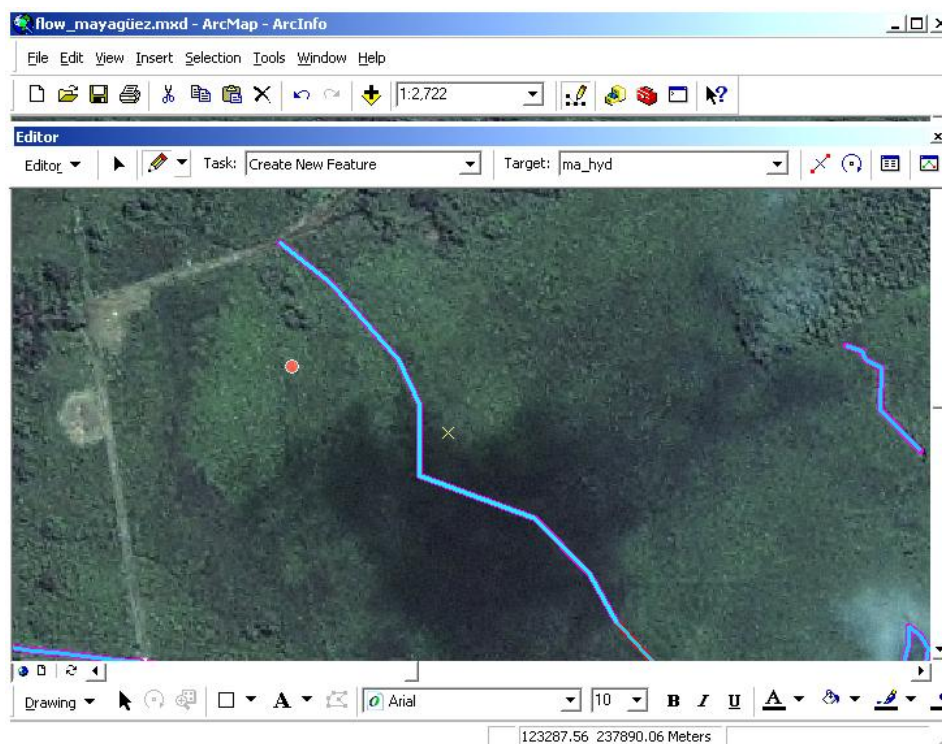 flow_mayagüez.mxd - ArcMap - ArcInfo
File Edit View Insert Selection Tools Window Help
1:2,722
Editor
Editor Task: Create New Feature Target: ma_hyd
Drawing A Arial 10 B I U A
123287.56 237890.06 Meters